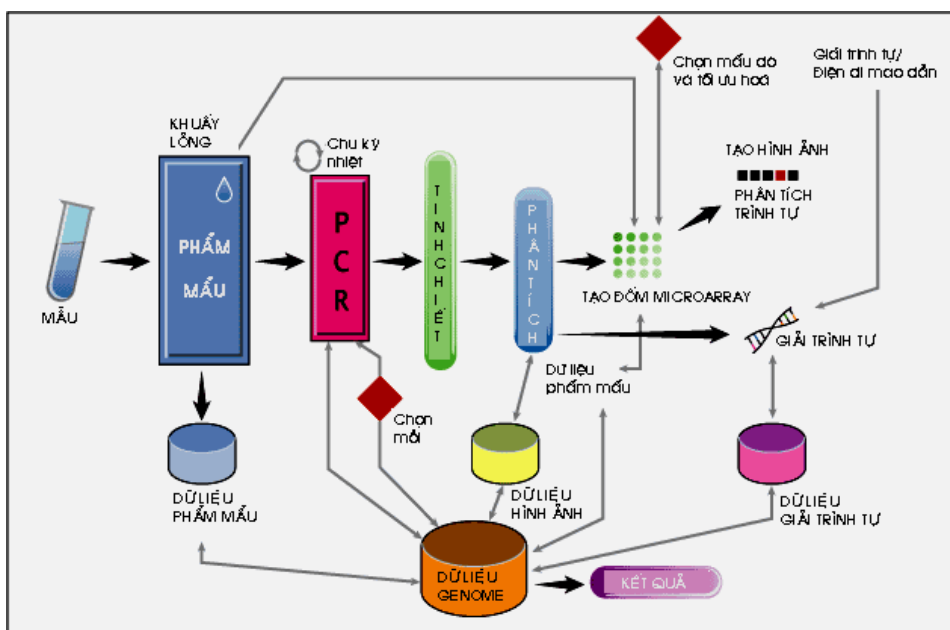 Chọn mẫu dò
và tối ưu hoá
Giải trình tự/
Điện di mao dẫn
KHUẤY
LỎNG
Chu kỳ
nhiệt
TẠO HÌNH ẢNH
PHÂN TÍCH
TRÌNH TỰ
PHẨM
MẪU
PCR
TINH CHIẾT
PHÂN TÍCH
MẪU
TẠO ĐỐM MICROARRAY
GIẢI TRÌNH TỰ
Dữ liệu
phẩm mẫu
Chọn
mồi
DỮ LIỆU
PHẨM MẪU
DỮ LIỆU
HÌNH ẢNH
DỮ LIỆU
GIẢI TRÌNH TỰ
DỮ LIỆU
GENOME
KẾT QUẢ